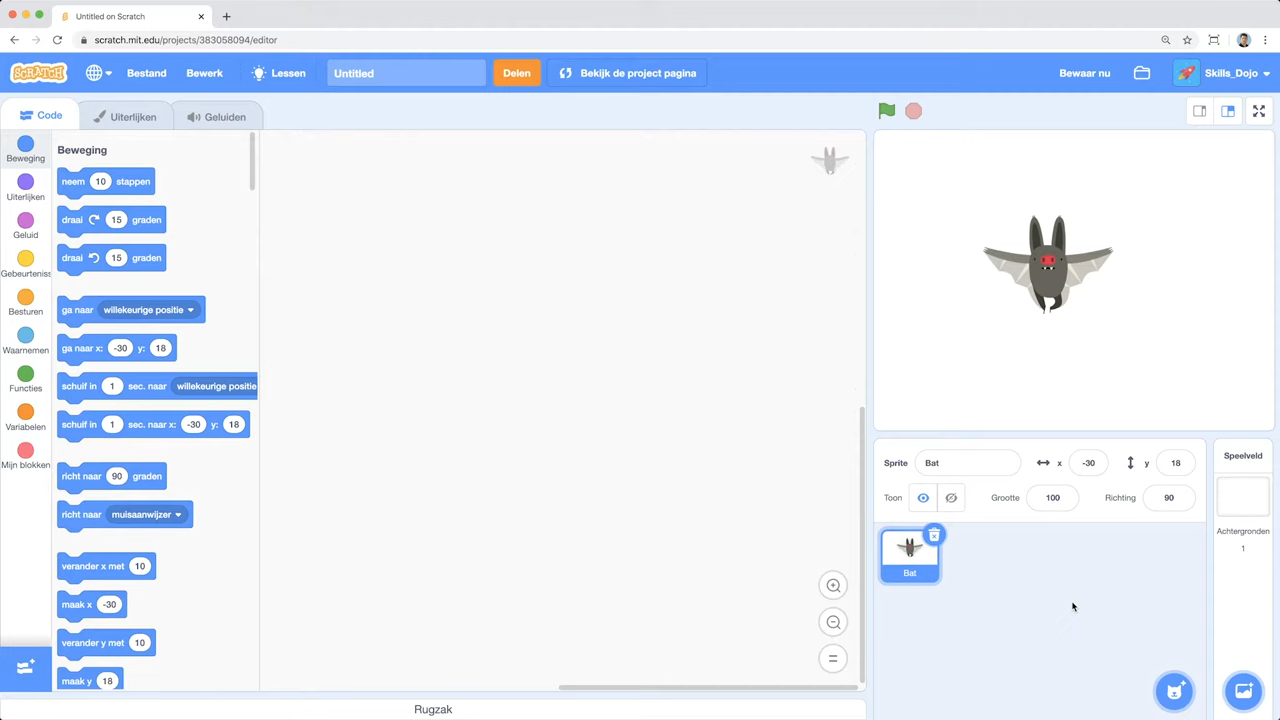 Untitled on Scratch
scratch.mit.edu/projects/383058094/editor
SCRATCH
Bestand
Bewerk
Lessen
Untitled
Delen
Bekijk de project pagina
Bewaar nu
Skills_Dojo
Code
Uiterlijken
Geluiden
Beweging
Uiterlijken
Geluid
Gebeurteniss
Besturen
Waarnemen
Functies
Variabelen
Mijn blokken
Beweging
neem 10 stappen
draai 15 graden
draai 15 graden
ga naar willekeurige positie
ga naar x: -30 y: 18
schuif in 1 sec. naar willekeurige positie
schuif in 1 sec. naar x: -30 y: 18
richt naar 90 graden
richt naar muisaanwijzer
verander x met 10
maak x -30
verander y met 10
maak y 18
Rugzak
Sprite Bat x -30 y 18
Toon Grootte 100 Richting 90
Bat
Speelveld
Achtergronden
1